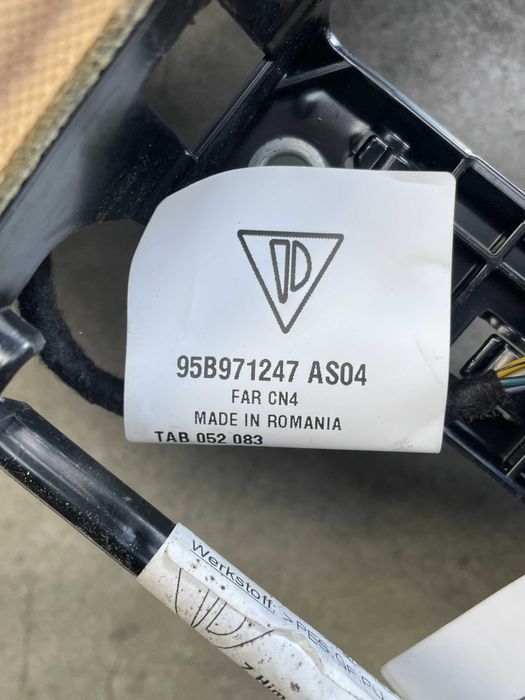 95B971247 AS04
FAR CN4
MADE IN ROMANIA
TAB 052 083
Werkstoff: